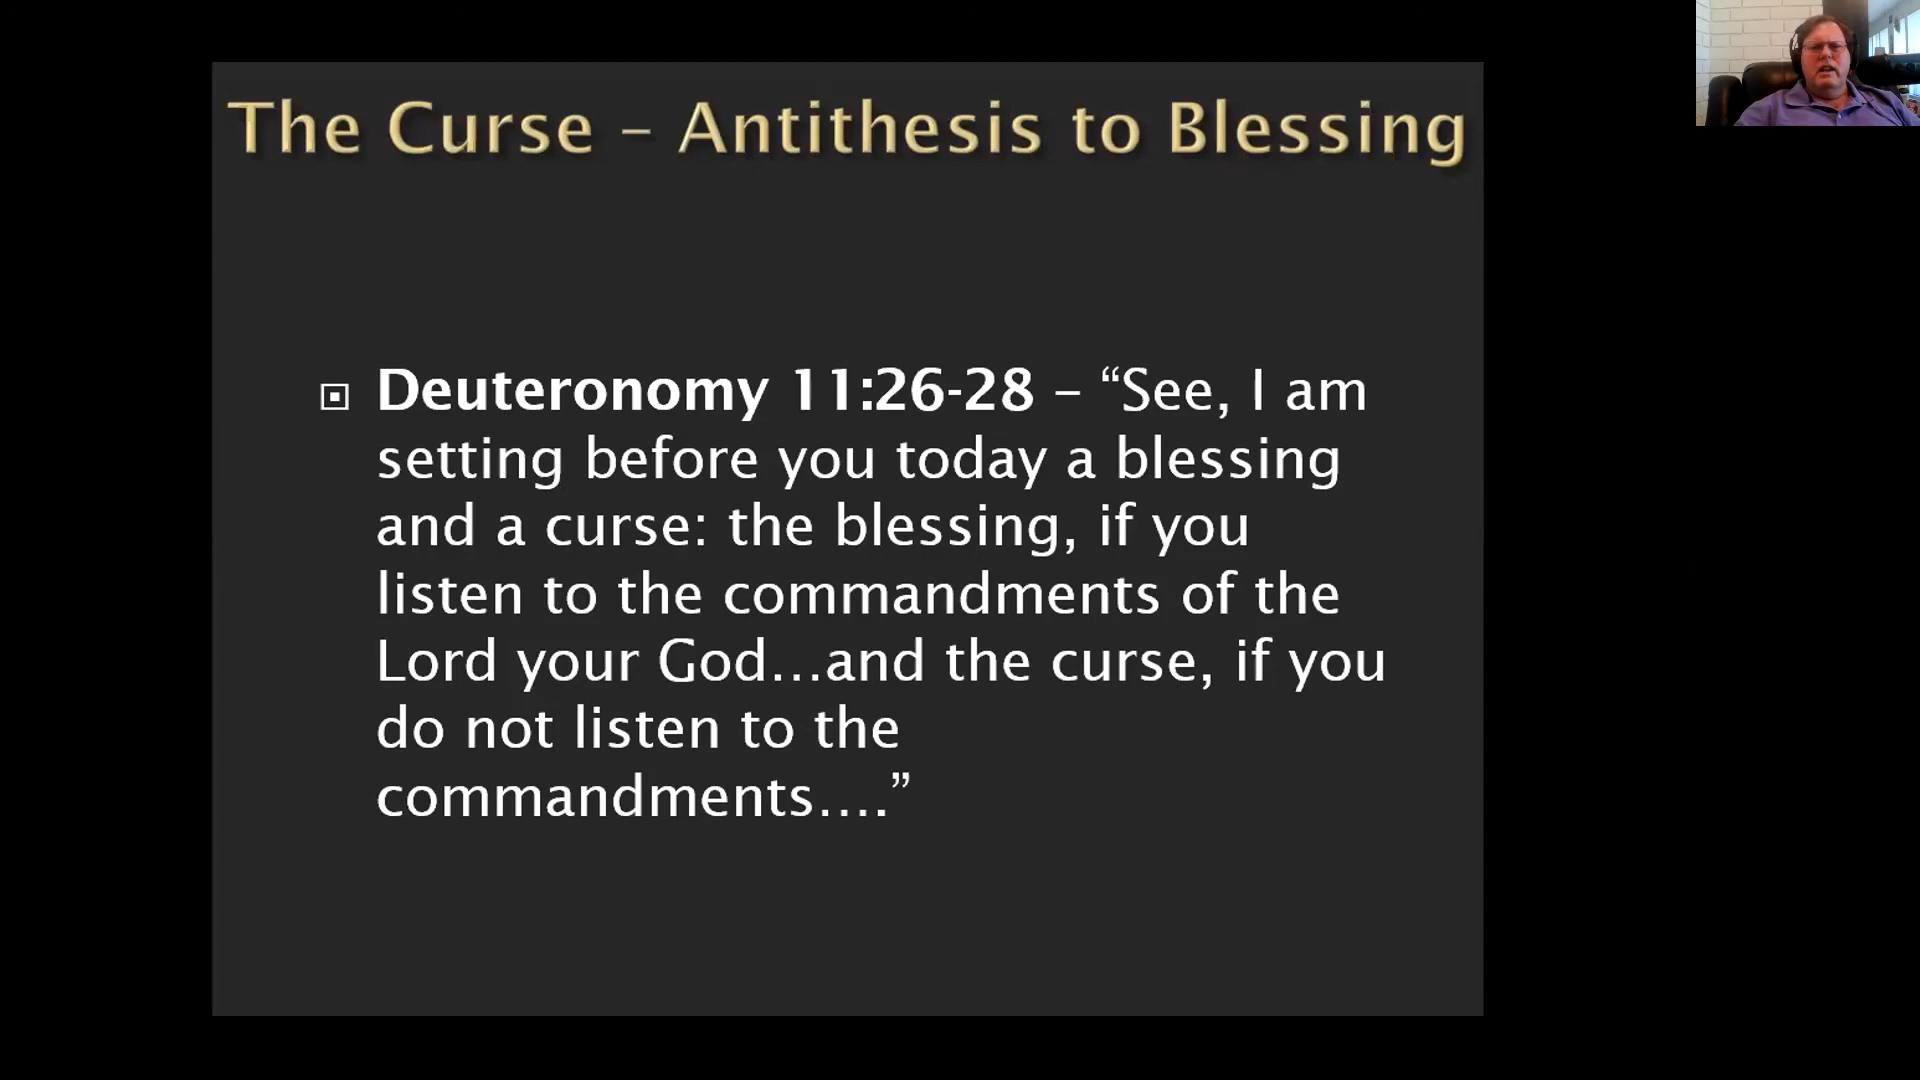 The Curse – Antithesis to Blessing
Deuteronomy 11:26-28 – “See, I am
setting before you today a blessing
and a curse: the blessing, if you
listen to the commandments of the
Lord your God…and the curse, if you
do not listen to the
commandments….”